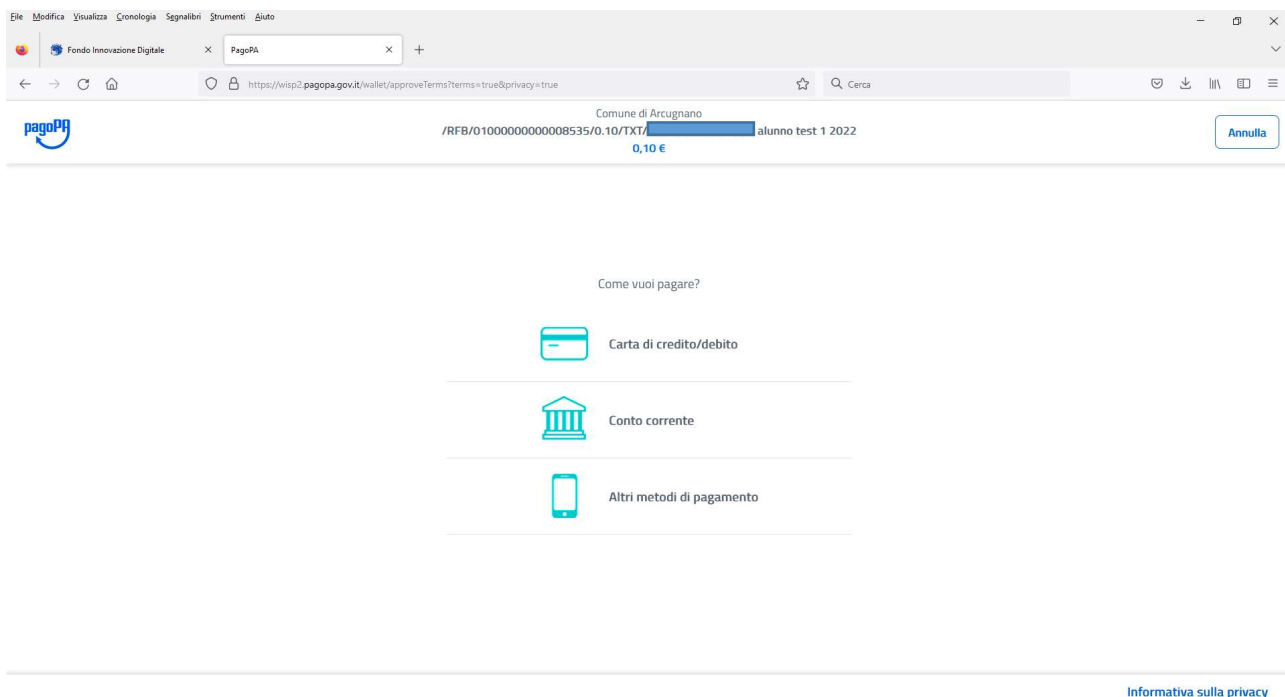 File Modifica Visualizza Cronologia Segnalibri Strumenti Aiuto
Fondo Innovazione Digitale
PagoPA
https://wisp2.pagopa.gov.it/wallet/approveTerms?terms=true&privacy=true
Cerca
pagoPA
Comune di Arcugnano
/RFB/01000000000008535/0.10/TXT/ alunno test 1 2022
0,10 €
Annulla
Come vuoi pagare?
Carta di credito/debito
Conto corrente
Altri metodi di pagamento
Informativa sulla privacy